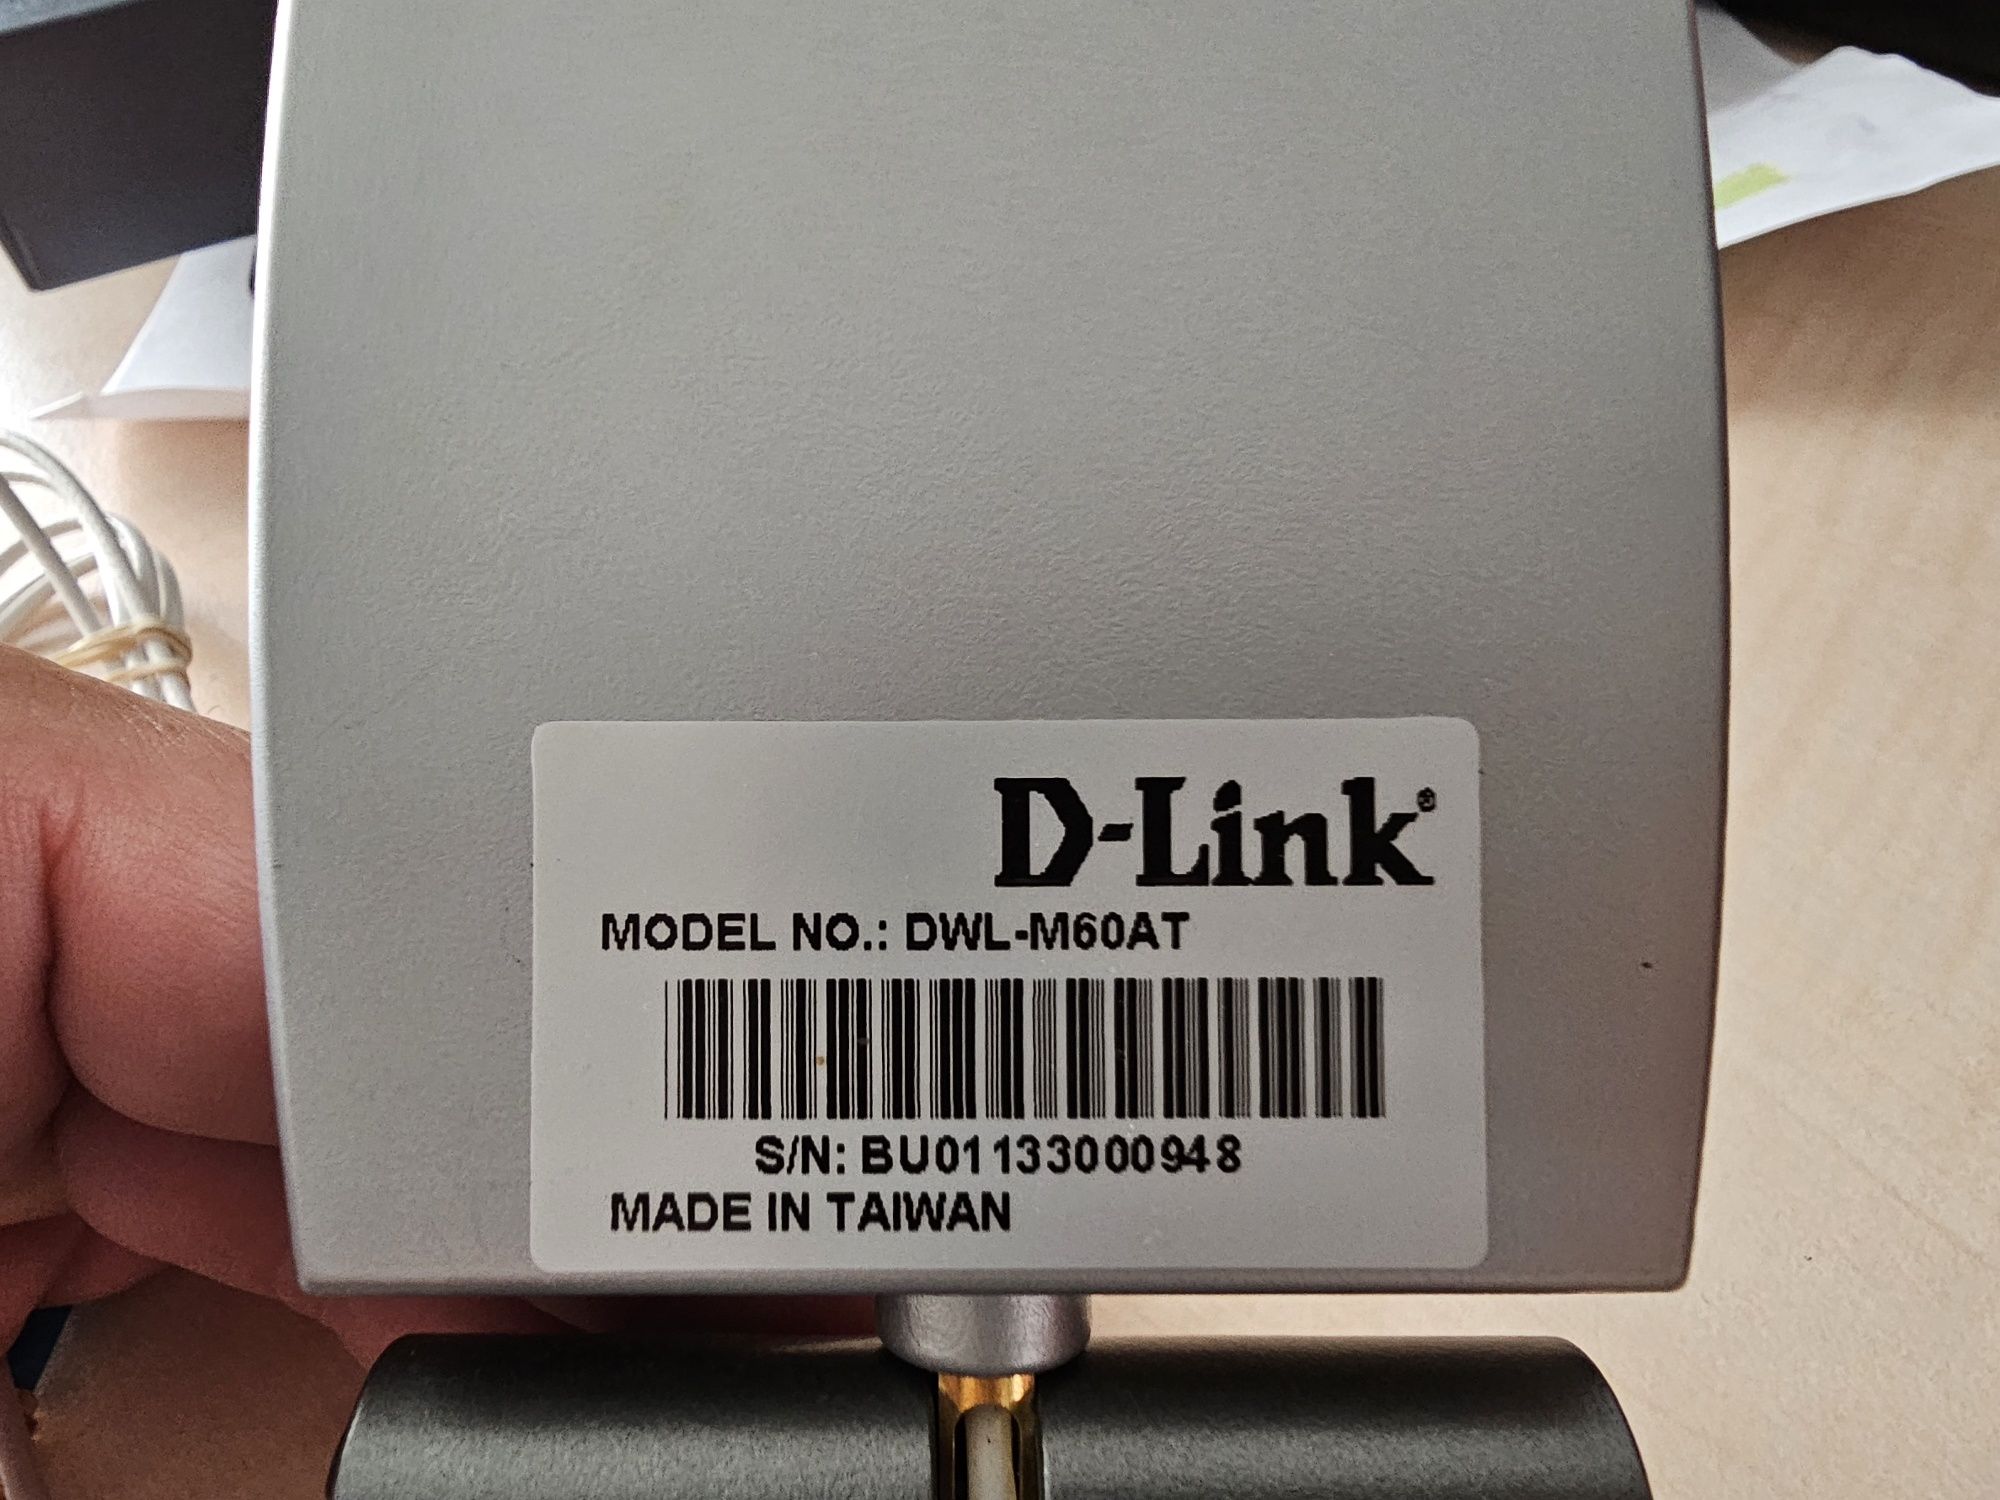 D-Link®
MODEL NO.: DWL-M60AT
S/N: BU01133000948
MADE IN TAIWAN